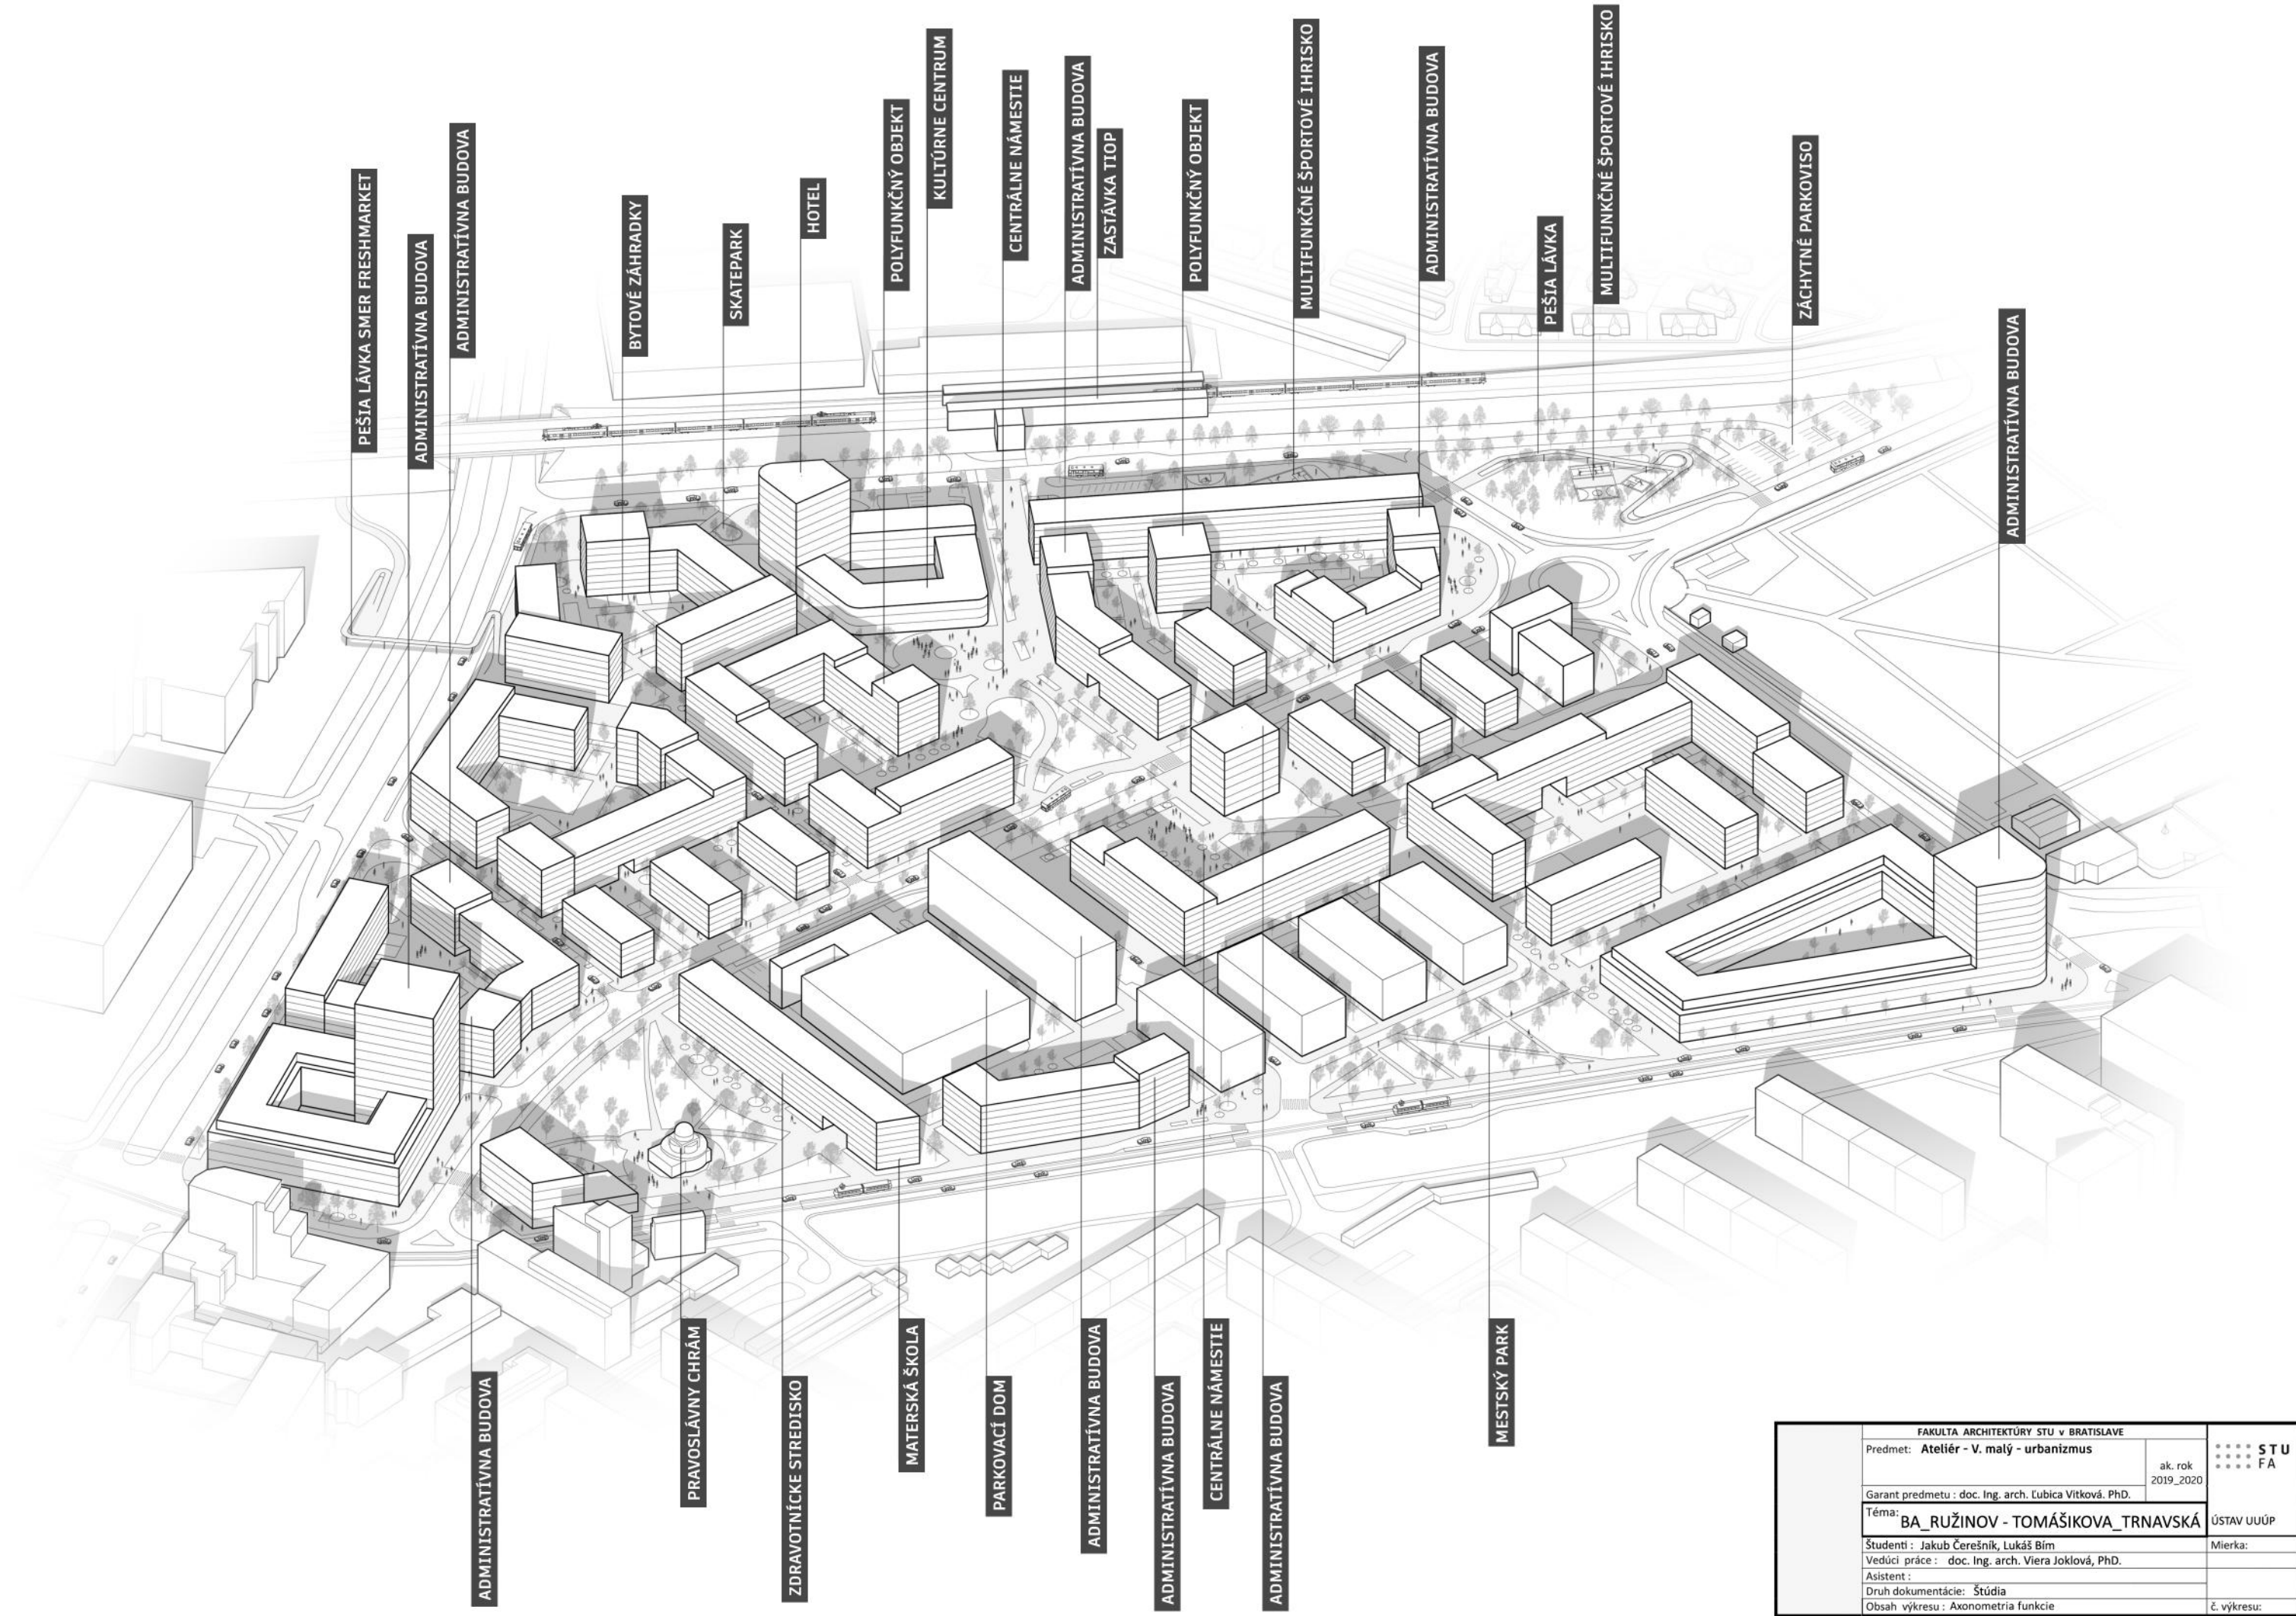 PEŠIA LÁVKA SMER FRESHMARKET
ADMINISTRATÍVNA BUDOVA
ADMINISTRATÍVNA BUDOVA
BYTOVÉ ZÁHRADKY
SKATEPARK
HOTEL
POLYFUNKČNÝ OBJEKT
KULTÚRNE CENTRUM
CENTRÁLNE NÁMESTIE
ADMINISTRATÍVNA BUDOVA
ZASTÁVKA TIOP
POLYFUNKČNÝ OBJEKT
MULTIFUNKČNÉ ŠPORTOVÉ IHRISKO
ADMINISTRATÍVNA BUDOVA
PEŠIA LÁVKA
MULTIFUNKČNÉ ŠPORTOVÉ IHRISKO
ZÁCHYTNÉ PARKOVISO
ADMINISTRATÍVNA BUDOVA
ADMINISTRATÍVNA BUDOVA
PRAVOSLÁVNY CHRÁM
ZDRAVOTNÍCKE STREDISKO
MATERSKÁ ŠKOLA
PARKOVACÍ DOM
ADMINISTRATÍVNA BUDOVA
ADMINISTRATÍVNA BUDOVA
CENTRÁLNE NÁMESTIE
ADMINISTRATÍVNA BUDOVA
MESTSKÝ PARK
FAKULTA ARCHITEKTÚRY STU v BRATISLAVE
Predmet: Ateliér - V. malý - urbanizmus
ak. rok
2019_2020
STU
FA
Garant predmetu : doc. Ing. arch. Ľubica Vitková. PhD.
Téma: BA_RUŽINOV - TOMÁŠIKOVA_TRNAVSKÁ
ÚSTAV UUÚP
Študenti : Jakub Čerešník, Lukáš Bím
Mierka:
Vedúci práce : doc. Ing. arch. Viera Joklová, PhD.
Asistent :
Druh dokumentácie: Štúdia
Obsah výkresu : Axonometria funkcie
č. výkresu: